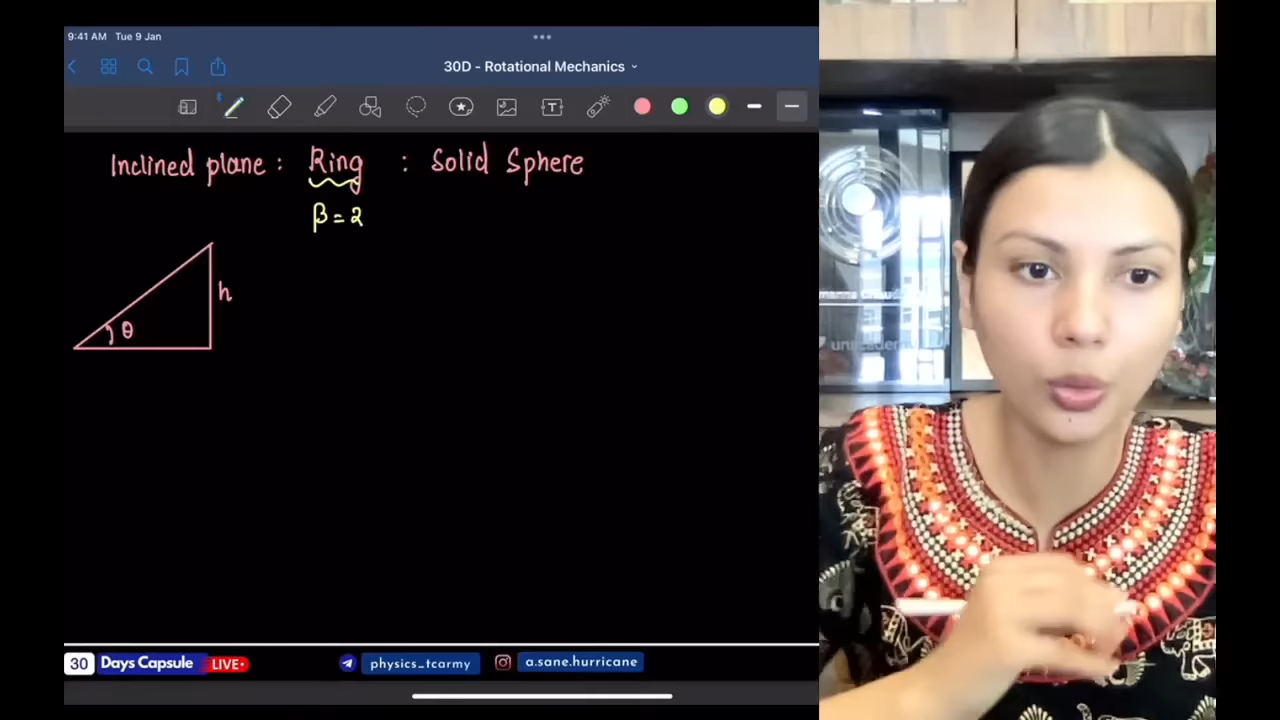 9:41 AM Tue 9 Jan
30D - Rotational Mechanics
Inclined plane : Ring : Solid Sphere
β = 2
h
θ
30 Days Capsule LIVE
physics_tcarmy
a.sane.hurricane